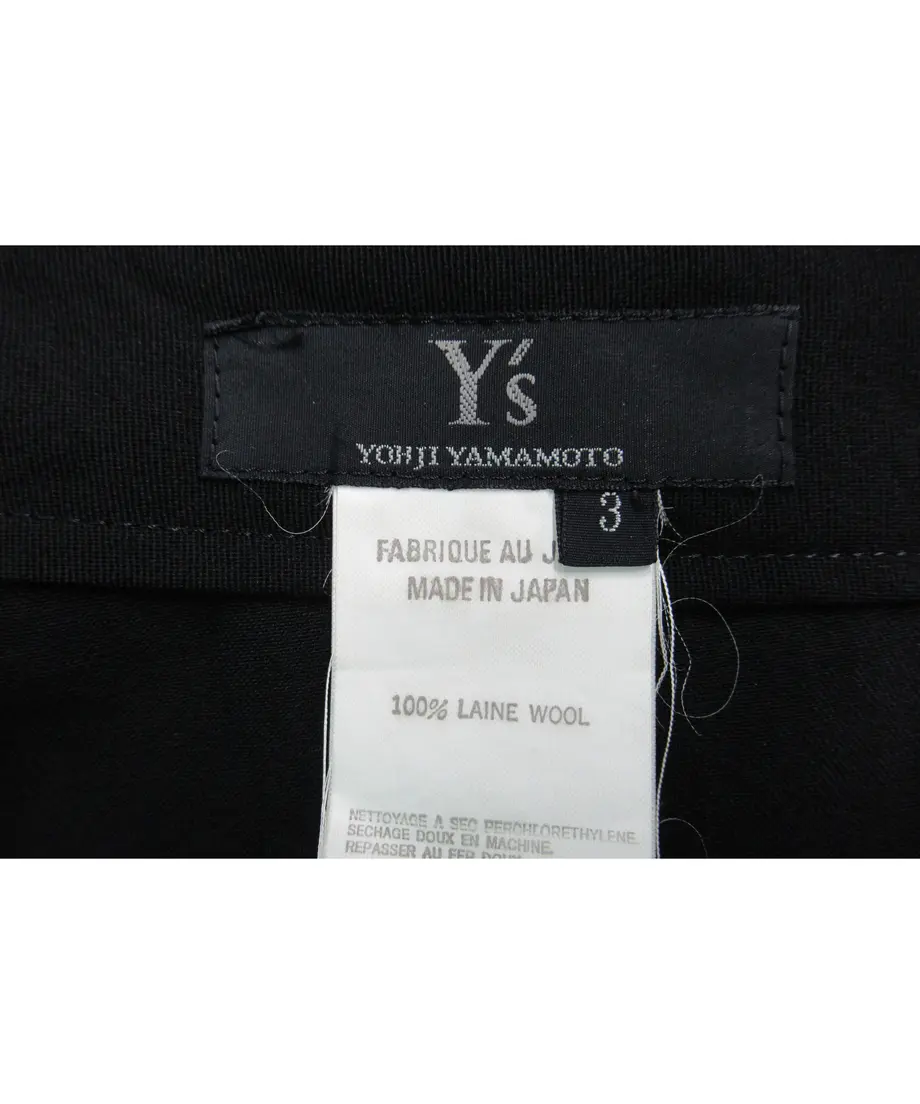 Y's
YOHJI YAMAMOTO
3
FABRIQUE AU
MADE IN JAPAN
100% LAINE WOOL
NETTOYAGE A SEC PERCHLORETHYLENE.
SECHAGE DOUX EN MACHINE.
REPASSER AU FER DOUX